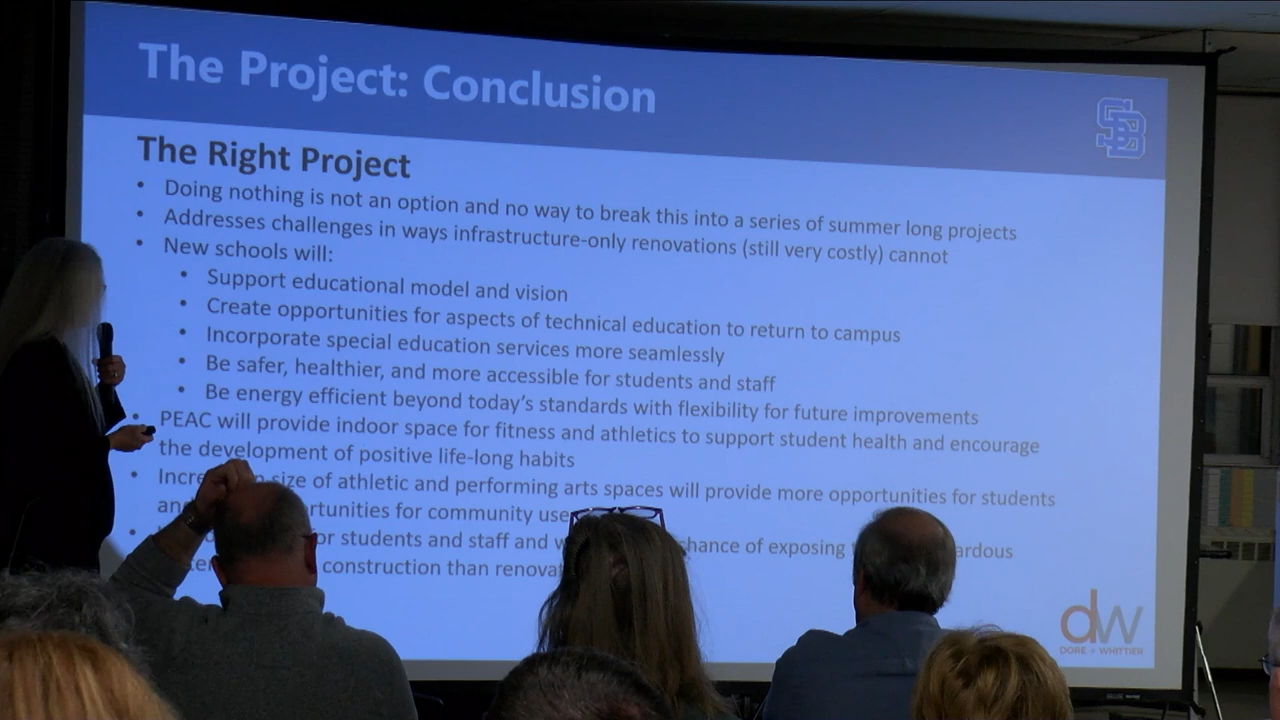 The Project: Conclusion
SB
The Right Project
• Doing nothing is not an option and no way to break this into a series of summer long projects
• Addresses challenges in ways infrastructure-only renovations (still very costly) cannot
• New schools will:
• Support educational model and vision
• Create opportunities for aspects of technical education to return to campus
• Incorporate special education services more seamlessly
• Be safer, healthier, and more accessible for students and staff
• Be energy efficient beyond today's standards with flexibility for future improvements
• PEAC will provide indoor space for fitness and athletics to support student health and encourage
the development of positive life-long habits
• size of athletic and performing arts spaces will provide more opportunities for students
for community use
• students and staff and chance of exposing
construction than
dw
DORE + WHITTIER